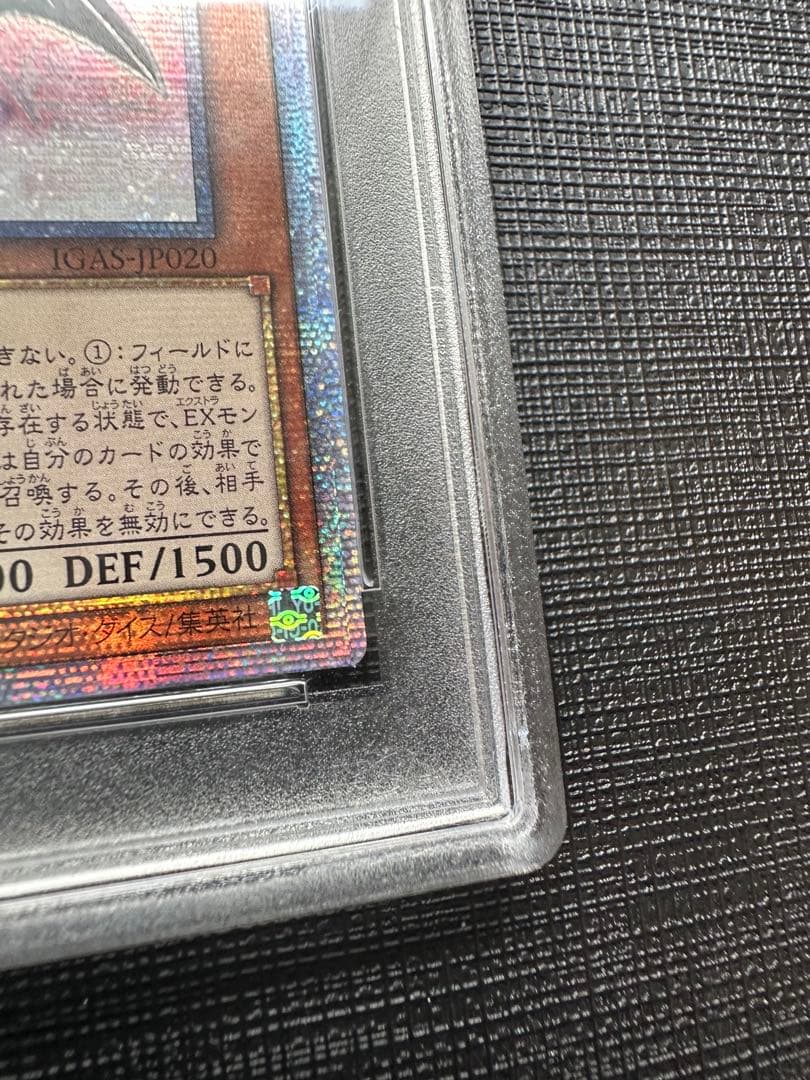 IGAS-JP020
きない。①:フィールドに
れた場合に発動できる。
存在する状態で、EXモン
は自分のカードの効果で
召喚する。その後、相手
その効果を無効にできる。
00 DEF/1500
タジオ・ダイス/集英社